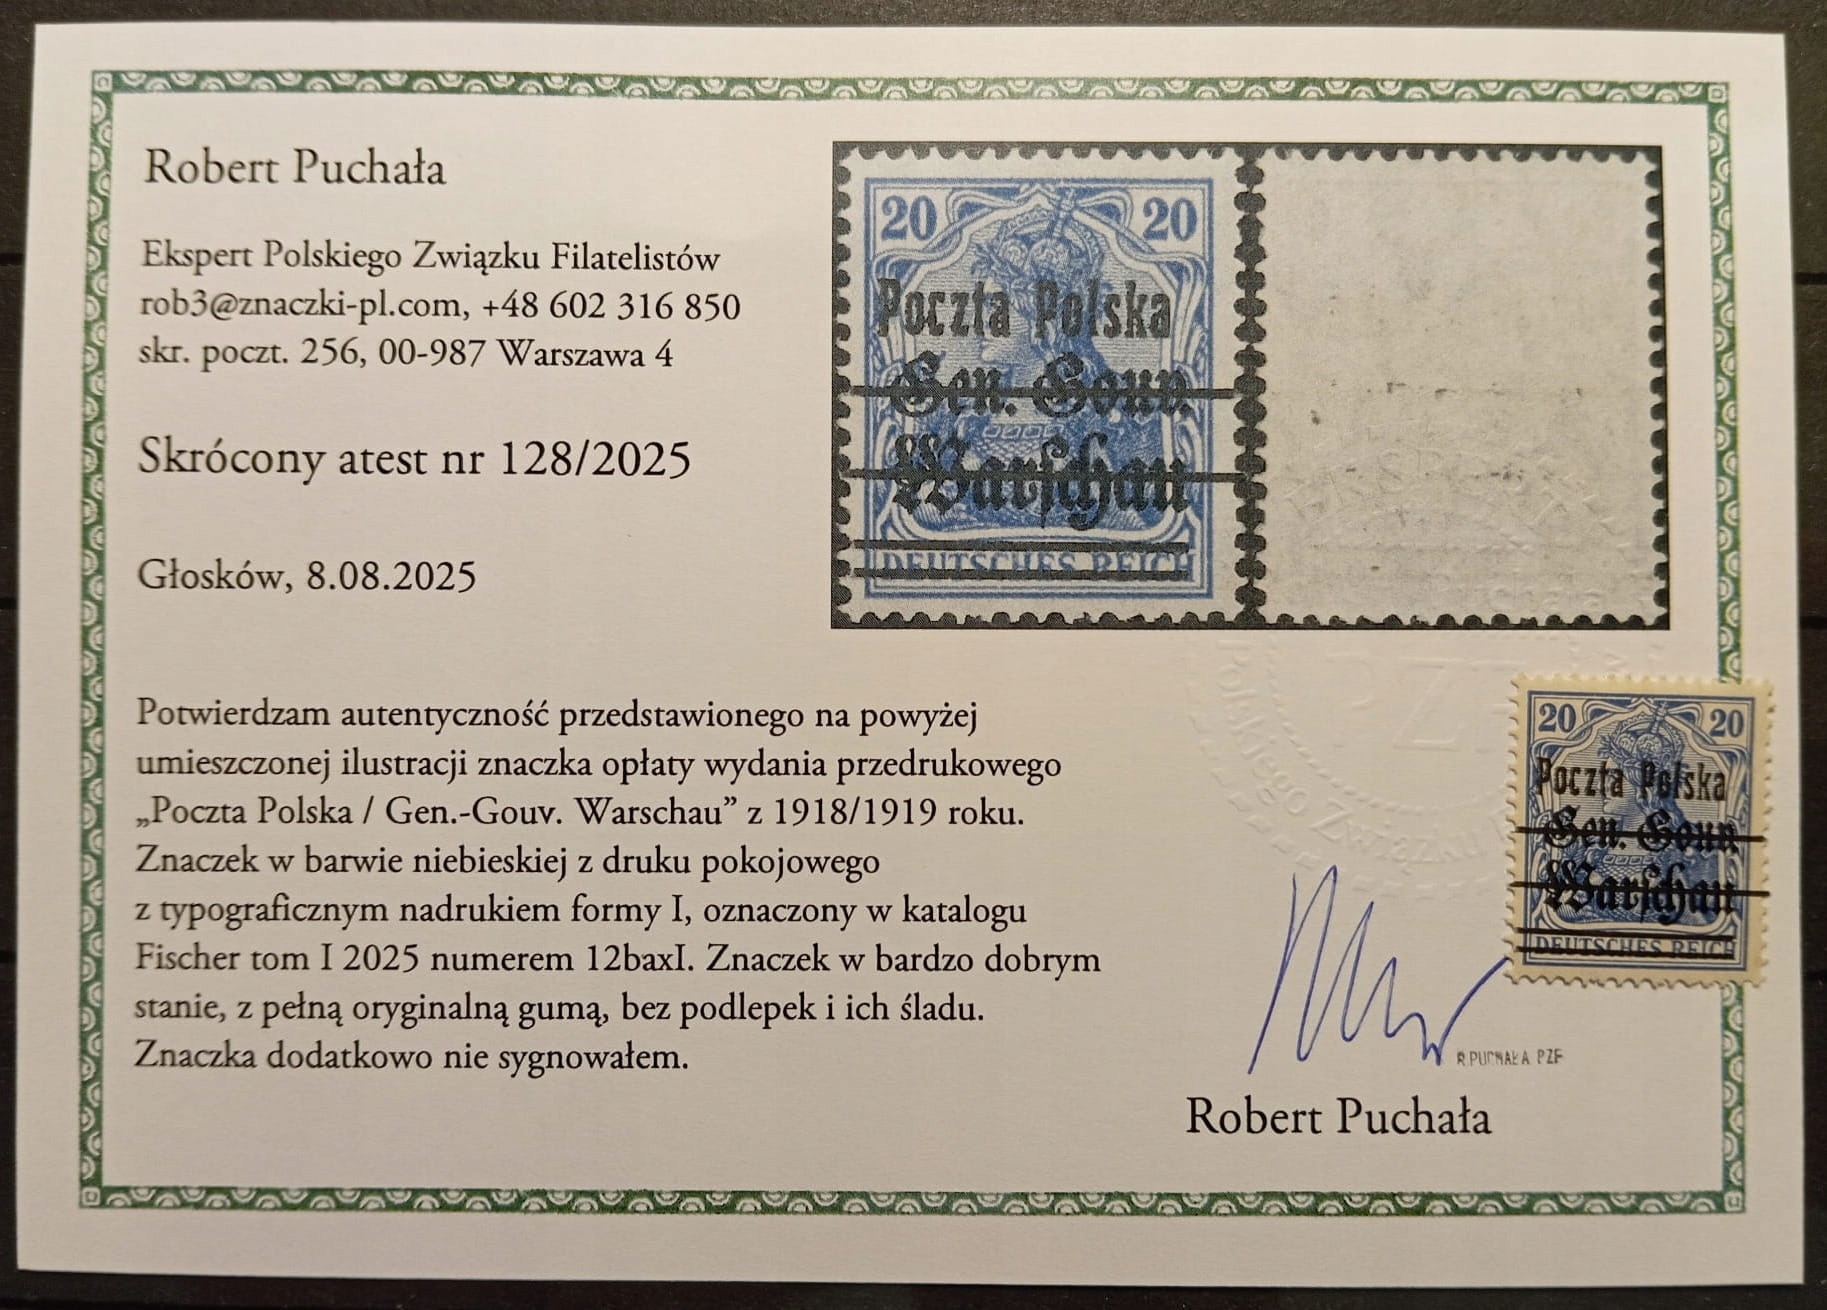 Robert Puchała
Ekspert Polskiego Związku Filatelistów
rob3@znaczki-pl.com, +48 602 316 850
skr. poczt. 256, 00-987 Warszawa 4
Skrócony atest nr 128/2025
Głosków, 8.08.2025
20 20
Poczta Polska
Gen. Gouv.
Warschau
DEUTSCHES REICH
Potwierdzam autentyczność przedstawionego na powyżej
umieszczonej ilustracji znaczka opłaty wydania przedrukowego
„Poczta Polska / Gen.-Gouv. Warschau” z 1918/1919 roku.
Znaczek w barwie niebieskiej z druku pokojowego
z typograficznym nadrukiem formy I, oznaczony w katalogu
Fischer tom I 2025 numerem 12baxI. Znaczek w bardzo dobrym
stanie, z pełną oryginalną gumą, bez podlepek i ich śladu.
Znaczka dodatkowo nie sygnowałem.
PZF
Polskiego Związku
20 20
Poczta Polska
Gen. Gouv
Warschau
DEUTSCHES REICH
R.PUCHAŁA PZF
Robert Puchała